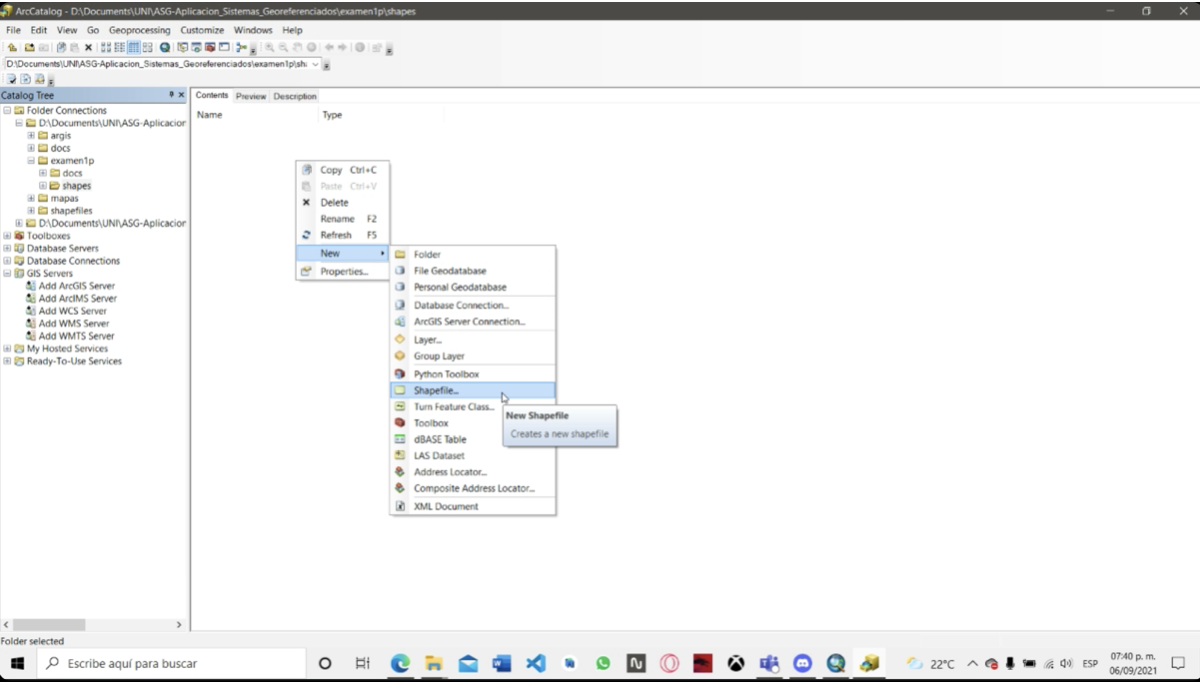 ArcCatalog - D:\Documents\UNI\ASG-Aplicacion_Sistemas_Georeferenciados\examen1p\shapes
File Edit View Go Geoprocessing Customize Windows Help
D:\Documents\UNI\ASG-Aplicacion_Sistemas_Georeferenciados\examen1p\sh
Catalog Tree
Folder Connections
D:\Documents\UNI\ASG-Aplicacion
argis
docs
examen1p
docs
shapes
mapas
shapefiles
D:\Documents\UNI\ASG-Aplicacion
Toolboxes
Database Servers
Database Connections
GIS Servers
Add ArcGIS Server
Add ArcIMS Server
Add WCS Server
Add WMS Server
Add WMTS Server
My Hosted Services
Ready-To-Use Services
Contents Preview Description
Name Type
Copy Ctrl+C
Paste Ctrl+V
Delete
Rename F2
Refresh F5
New
Properties...
Folder
File Geodatabase
Personal Geodatabase
Database Connection...
ArcGIS Server Connection...
Layer...
Group Layer
Python Toolbox
Shapefile...
Turn Feature Class...
Toolbox
dBASE Table
LAS Dataset
Address Locator...
Composite Address Locator...
XML Document
New Shapefile
Creates a new shapefile
Folder selected
Escribe aquí para buscar
22°C
ESP
07:40 p. m.
06/09/2021